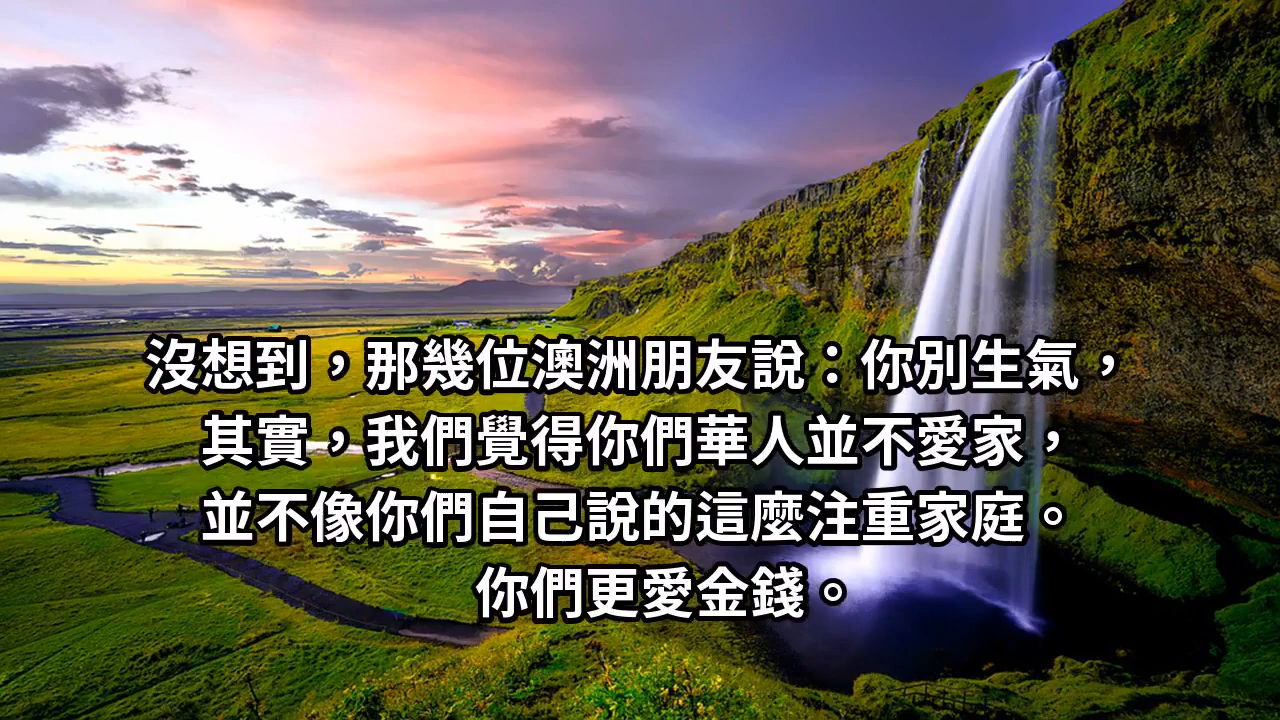 沒想到，那幾位澳洲朋友說：你別生氣，
其實，我們覺得你們華人並不愛家，
並不像你們自己說的這麼注重家庭。
你們更愛金錢。